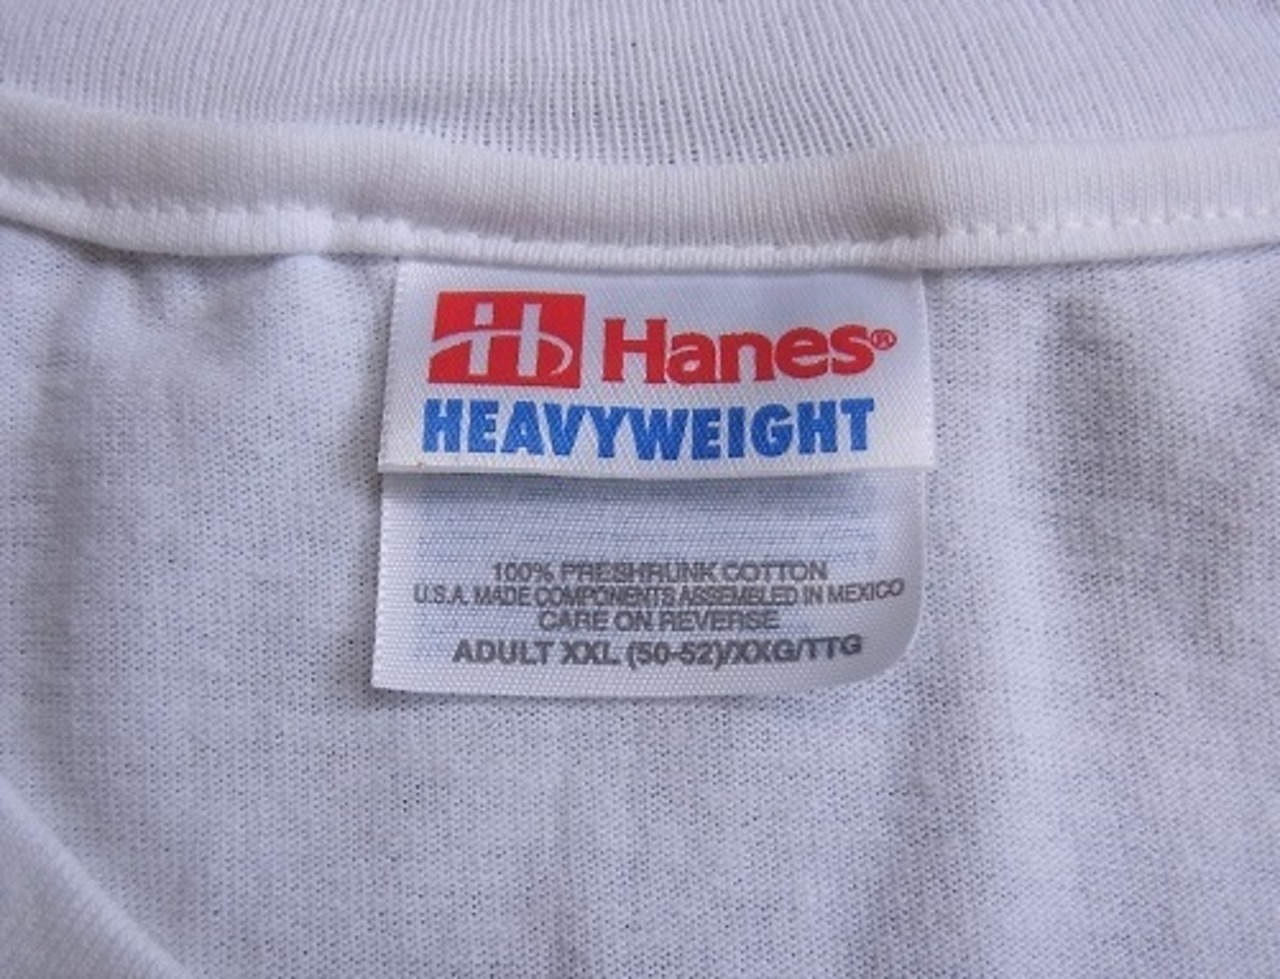 H Hanes®
HEAVYWEIGHT
100% PRESHRUNK COTTON
U.S.A. MADE COMPONENTS ASSEMBLED IN MEXICO
CARE ON REVERSE
ADULT XXL (50-52)/XXG/TTG